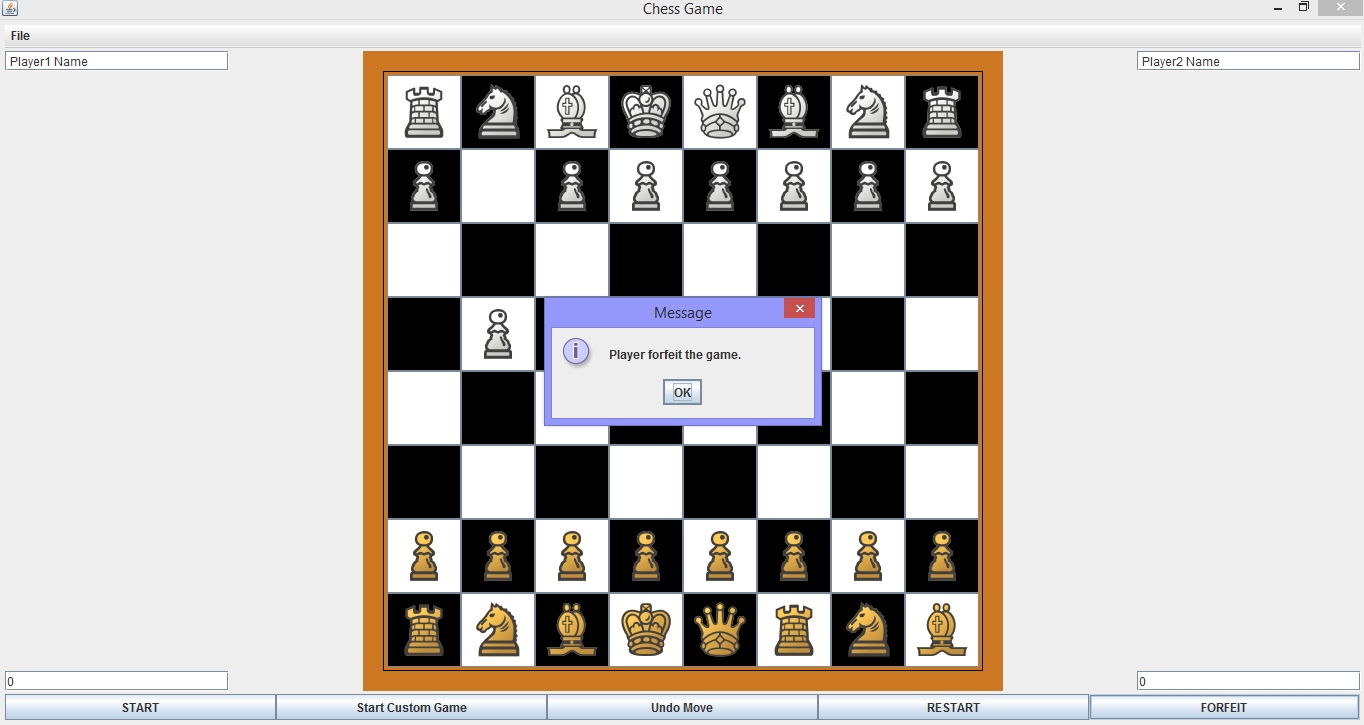 Chess Game
File
Player1 Name
Player2 Name
Message
Player forfeit the game.
OK
0
0
START
Start Custom Game
Undo Move
RESTART
FORFEIT